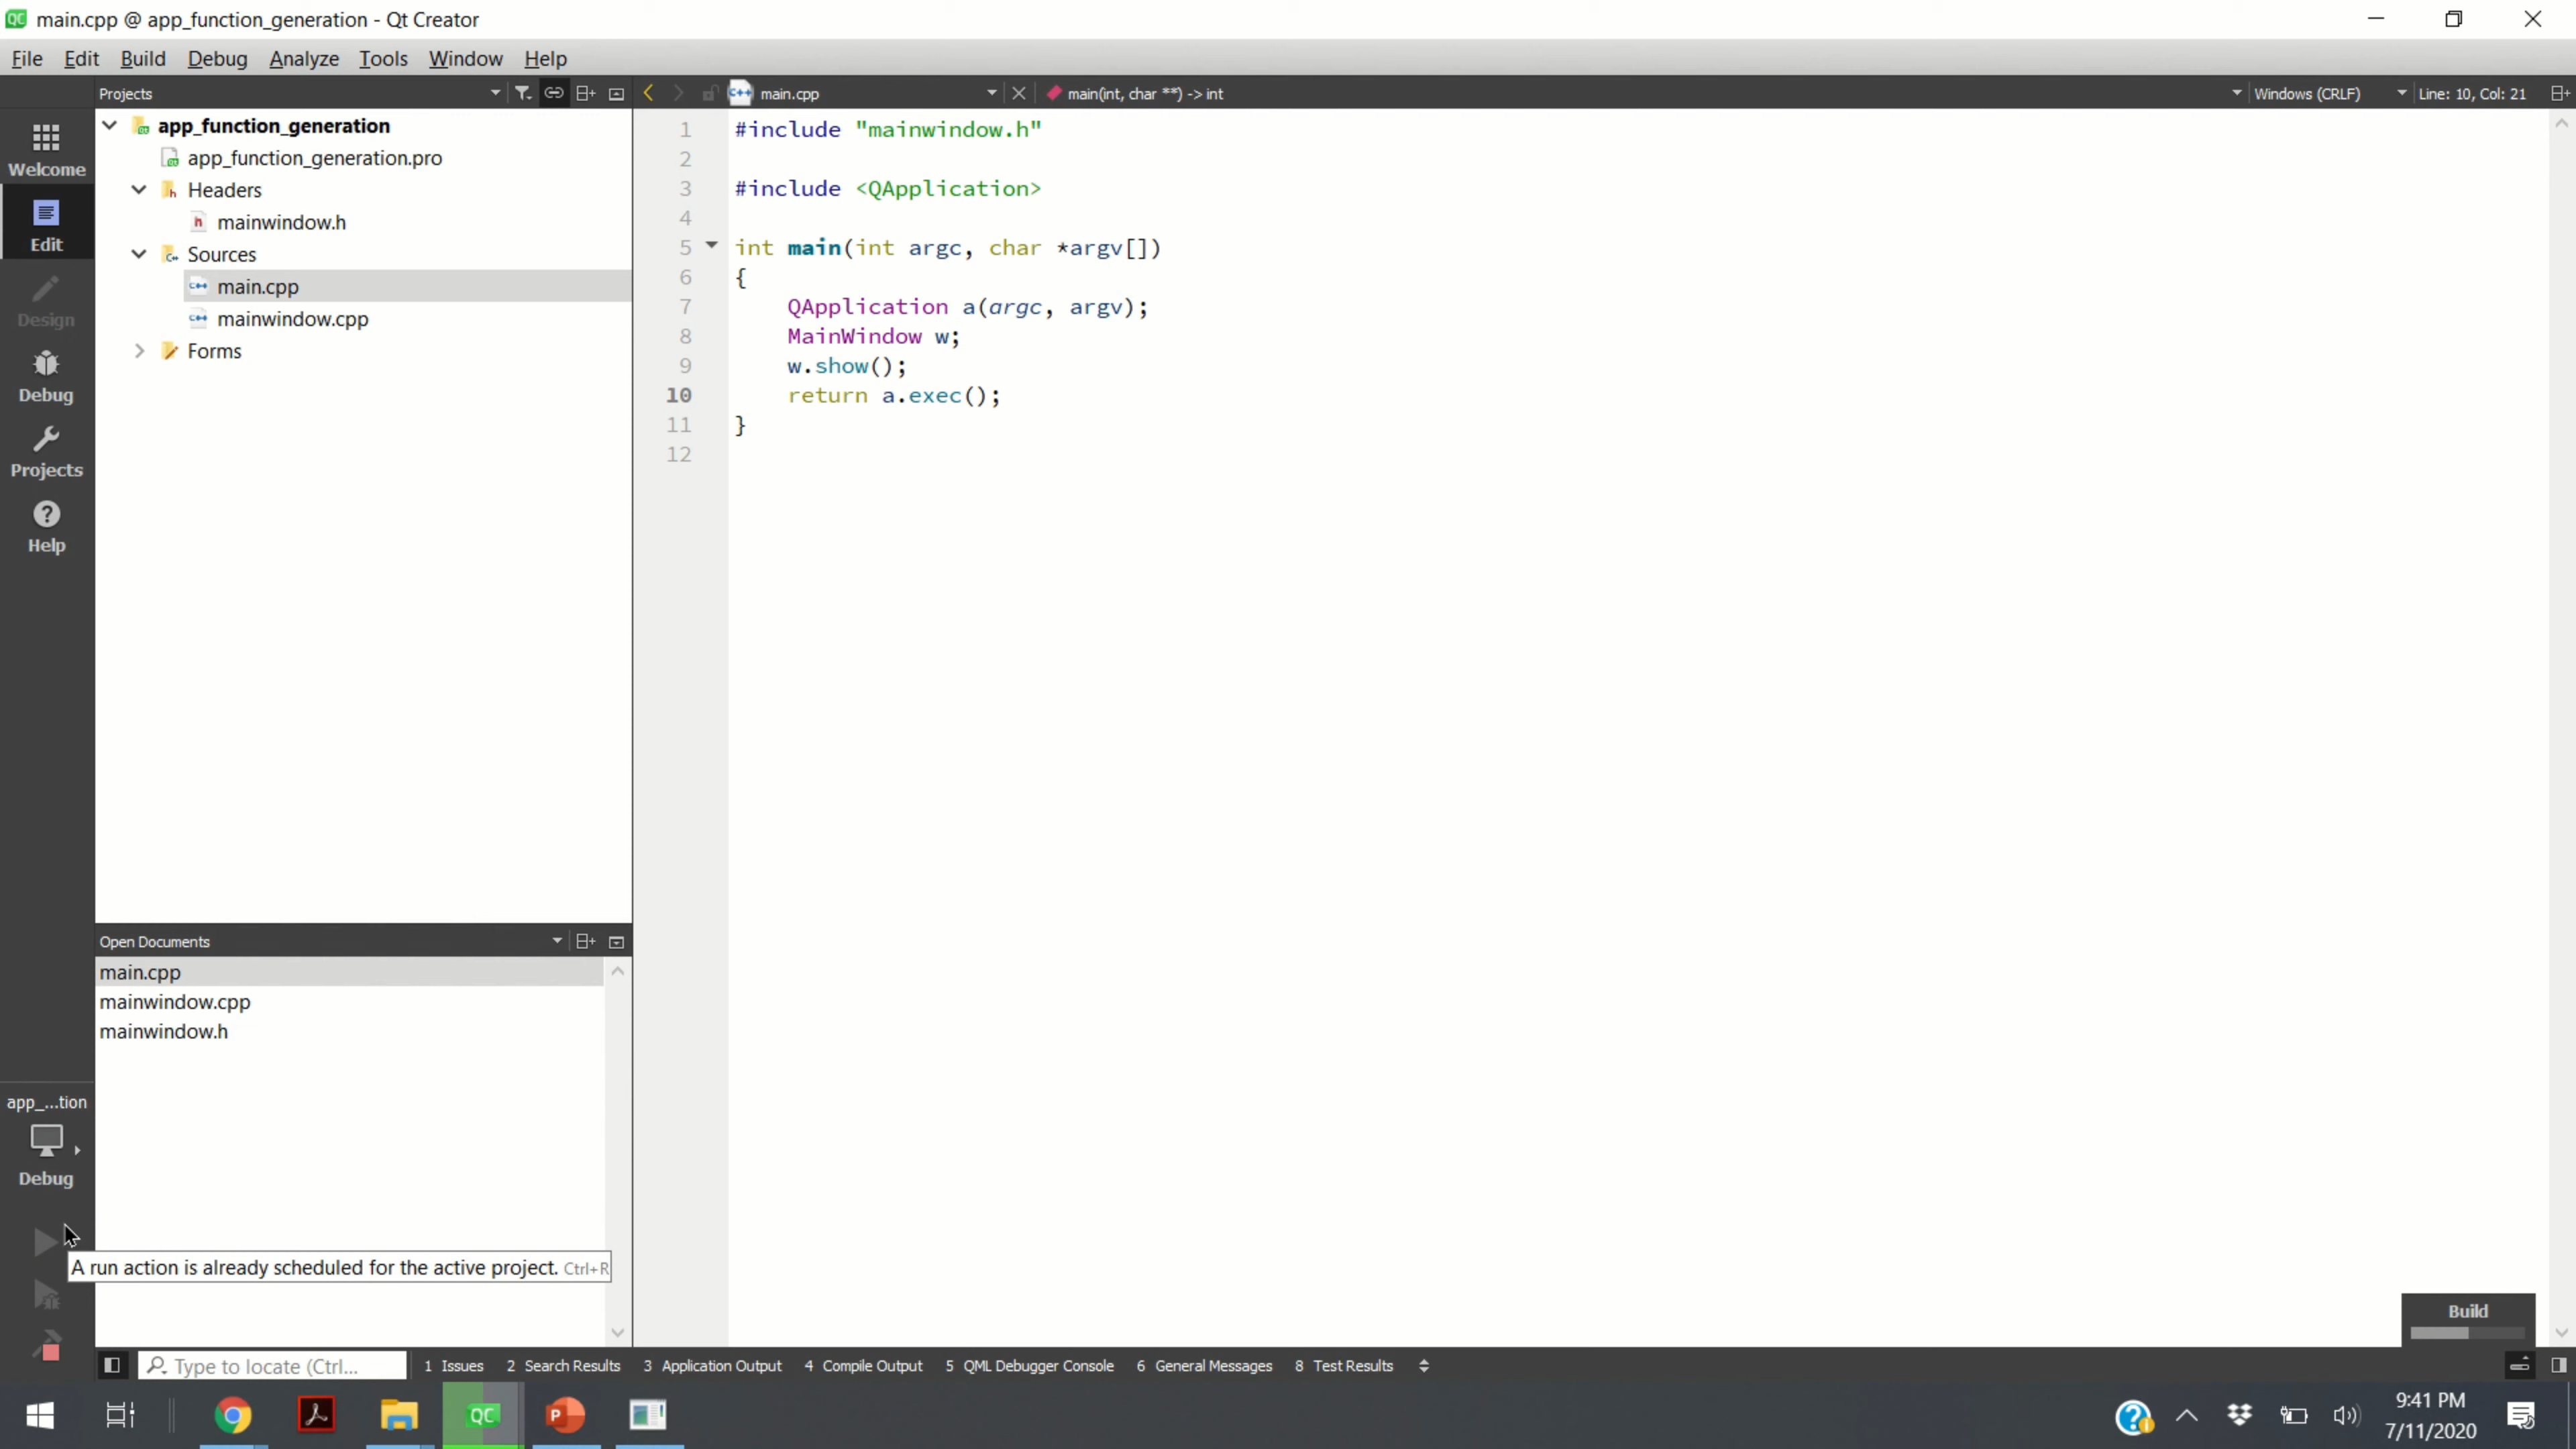 QC main.cpp @ app_function_generation - Qt Creator
File Edit Build Debug Analyze Tools Window Help
Projects
main.cpp
main(int, char **) -> int
Windows (CRLF)
Line: 10, Col: 21
Welcome
Edit
Design
Debug
Projects
Help
app_function_generation
app_function_generation.pro
Headers
mainwindow.h
Sources
main.cpp
mainwindow.cpp
Forms
1 #include "mainwindow.h"
2
3 #include <QApplication>
4
5 int main(int argc, char *argv[])
6 {
7 QApplication a(argc, argv);
8 MainWindow w;
9 w.show();
10 return a.exec();
11 }
12
Open Documents
main.cpp
mainwindow.cpp
mainwindow.h
app_...tion
Debug
A run action is already scheduled for the active project. Ctrl+R
Build
Type to locate (Ctrl...
1 Issues 2 Search Results 3 Application Output 4 Compile Output 5 QML Debugger Console 6 General Messages 8 Test Results
QC
P
9:41 PM
7/11/2020